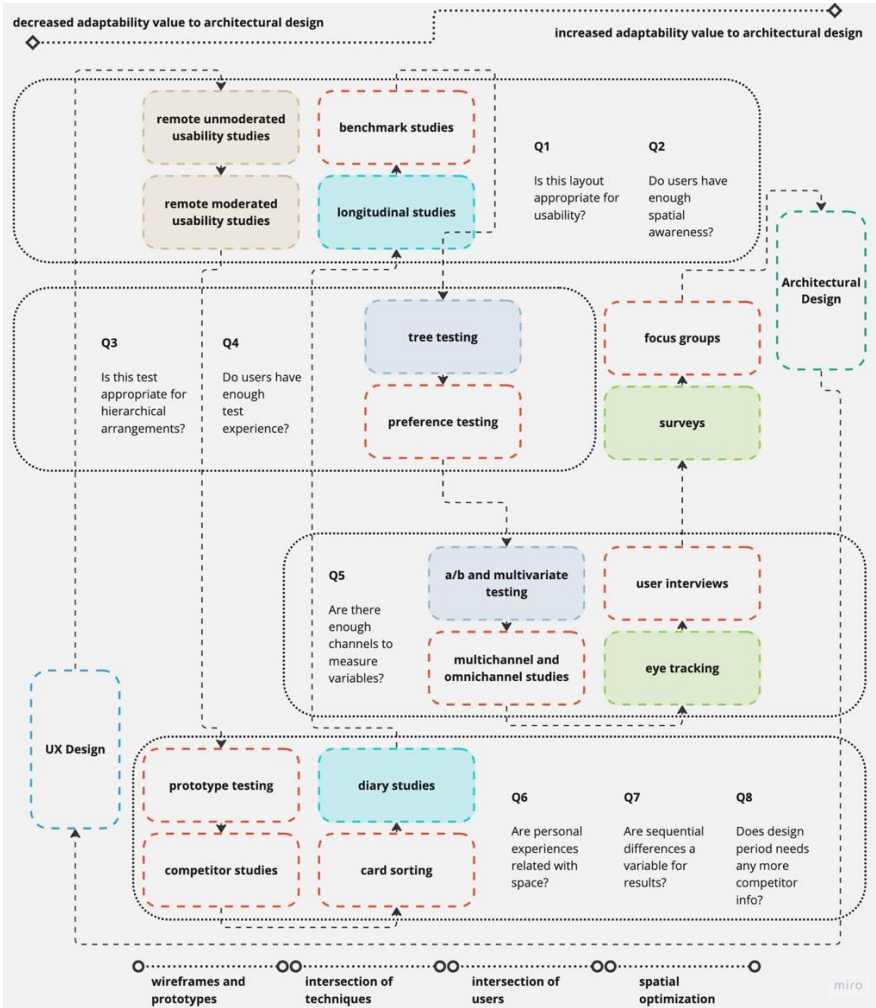 decreased adaptability value to architectural design
increased adaptability value to architectural design
remote unmoderated
usability studies
benchmark studies
remote moderated
usability studies
longitudinal studies
Q1
Is this layout
appropriate for
usability?
Q2
Do users have
enough
spatial
awareness?
Architectural
Design
Q3
Is this test
appropriate for
hierarchical
arrangements?
Q4
Do users have
enough
test
experience?
tree testing
preference testing
focus groups
surveys
Q5
Are there
enough
channels to
measure
variables?
a/b and multivariate
testing
multichannel and
omnichannel studies
user interviews
eye tracking
UX Design
prototype testing
competitor studies
diary studies
card sorting
Q6
Are personal
experiences
related with
space?
Q7
Are sequential
differences a
variable for
results?
Q8
Does design
period needs
any more
competitor
info?
wireframes and
prototypes
intersection of
techniques
intersection of
users
spatial
optimization
miro